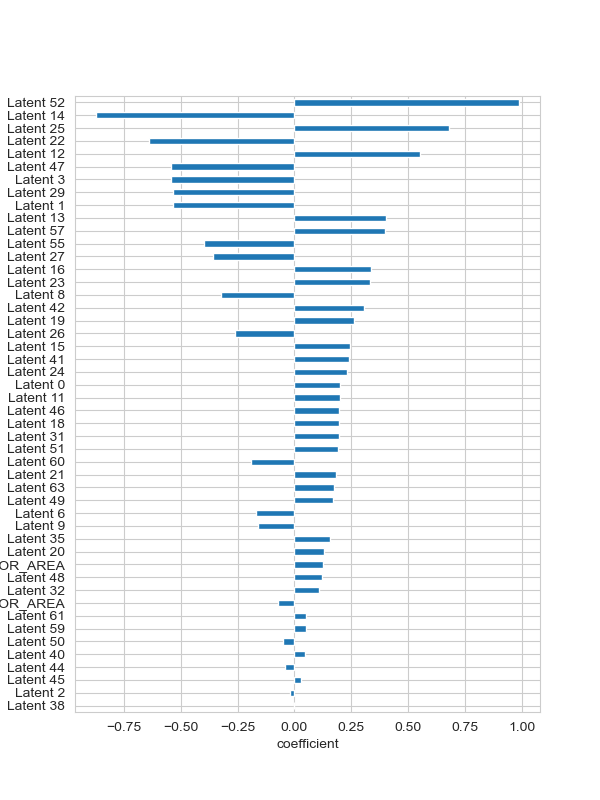 Latent 52
Latent 14
Latent 25
Latent 22
Latent 12
Latent 47
Latent 3
Latent 29
Latent 1
Latent 13
Latent 57
Latent 55
Latent 27
Latent 16
Latent 23
Latent 8
Latent 42
Latent 19
Latent 26
Latent 15
Latent 41
Latent 24
Latent 0
Latent 11
Latent 46
Latent 18
Latent 31
Latent 51
Latent 60
Latent 21
Latent 63
Latent 49
Latent 6
Latent 9
Latent 35
Latent 20
OR_AREA
Latent 48
Latent 32
OR_AREA
Latent 61
Latent 59
Latent 50
Latent 40
Latent 44
Latent 45
Latent 2
Latent 38
−0.75 −0.50 −0.25 0.00 0.25 0.50 0.75 1.00
coefficient